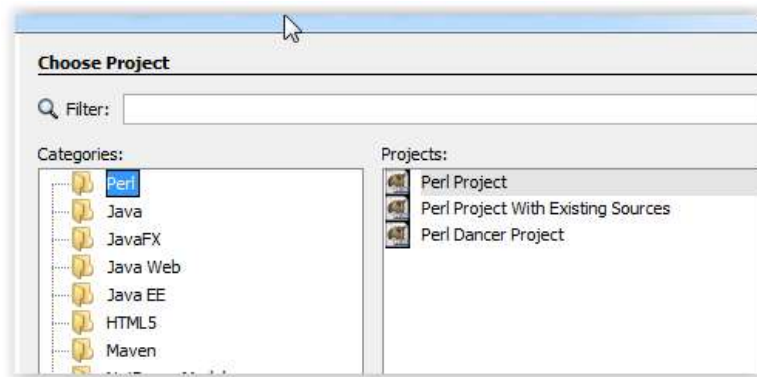 Choose Project
Filter:
Categories:
Perl
Java
JavaFX
Java Web
Java EE
HTML5
Maven
Projects:
Perl Project
Perl Project With Existing Sources
Perl Dancer Project